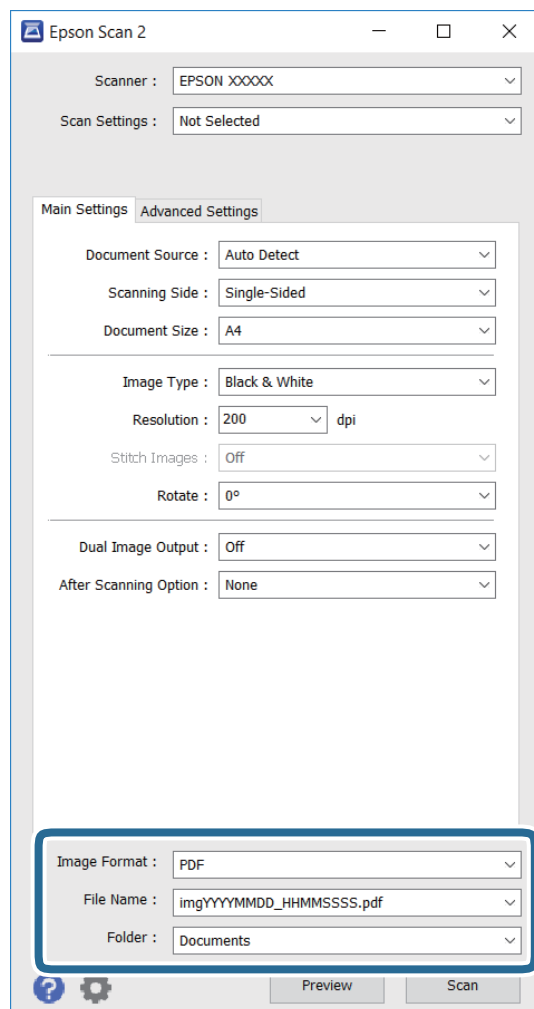 Epson Scan 2
Scanner : EPSON XXXXX
Scan Settings : Not Selected
Main Settings Advanced Settings
Document Source : Auto Detect
Scanning Side : Single-Sided
Document Size : A4
Image Type : Black & White
Resolution : 200 dpi
Stitch Images : Off
Rotate : 0°
Dual Image Output : Off
After Scanning Option : None
Image Format : PDF
File Name : imgYYYYMMDD_HHMMSSSS.pdf
Folder : Documents
? Preview Scan